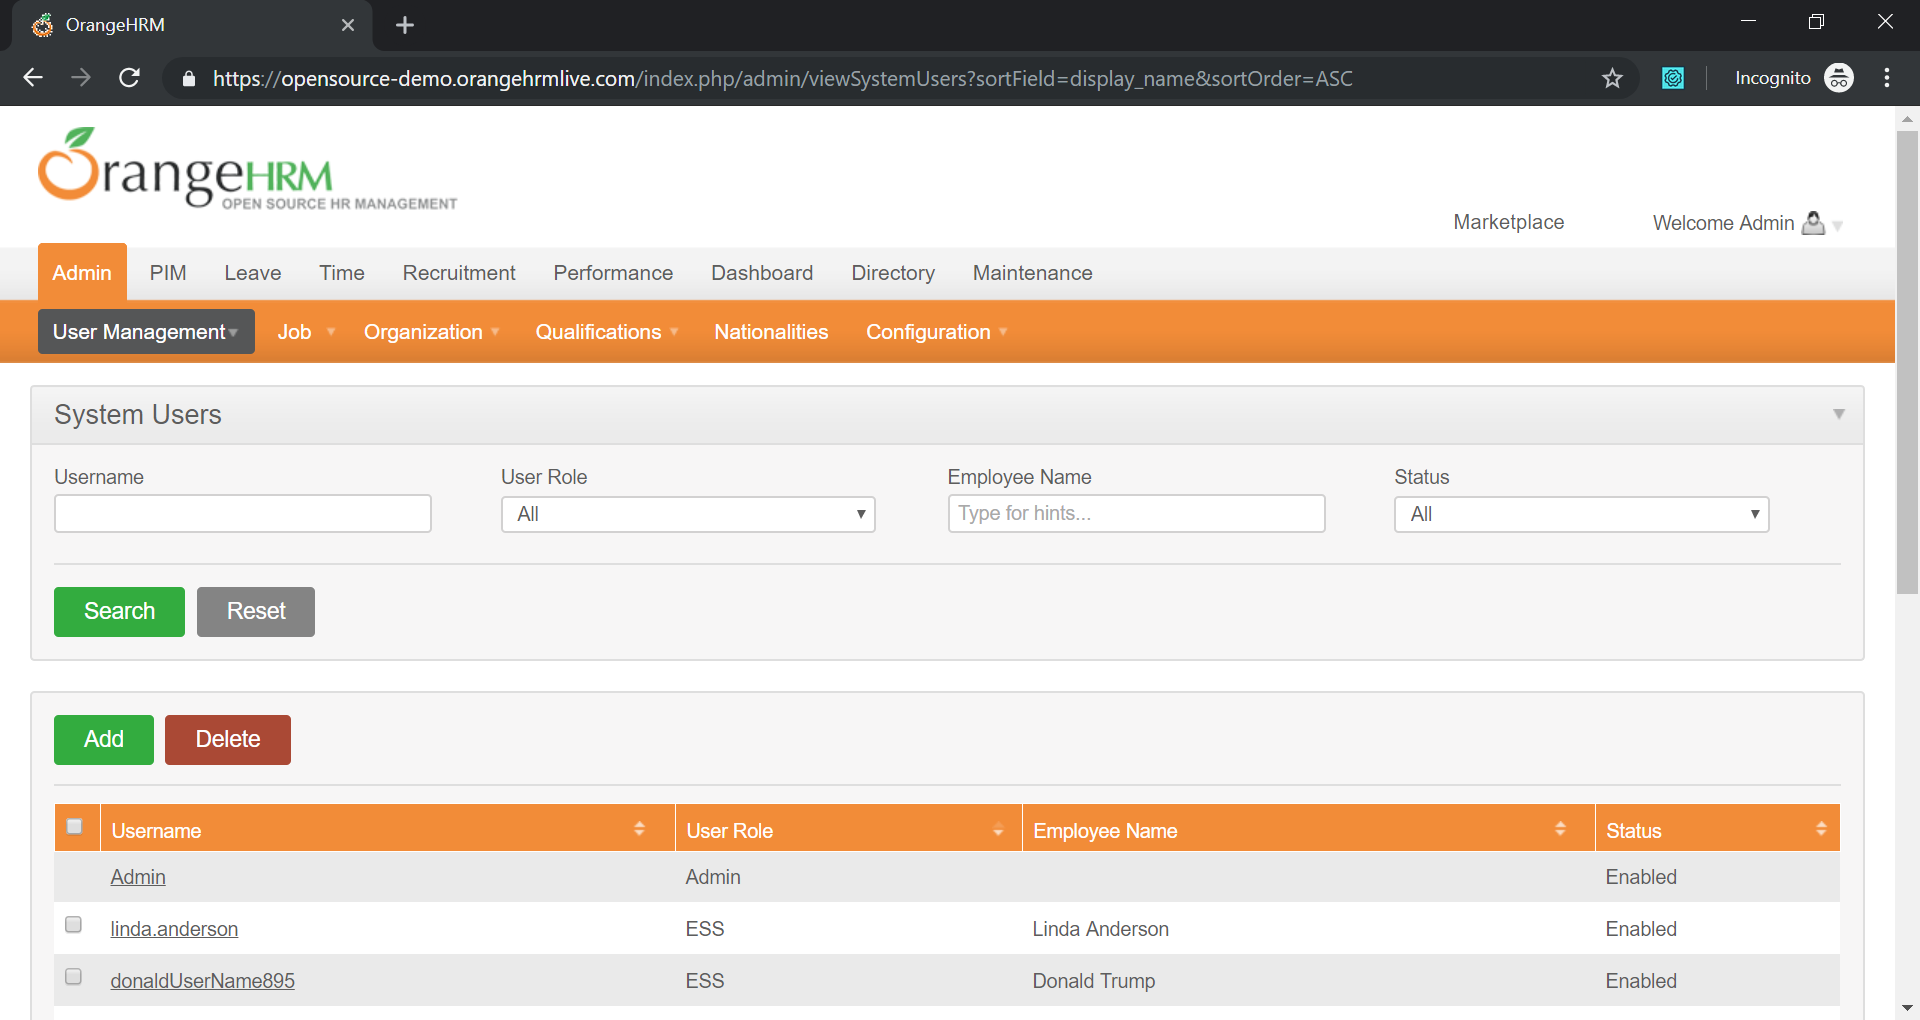 OrangeHRM
https://opensource-demo.orangehrmlive.com/index.php/admin/viewSystemUsers?sortField=display_name&sortOrder=ASC
Incognito
OrangeHRM
OPEN SOURCE HR MANAGEMENT
Marketplace
Welcome Admin
Admin PIM Leave Time Recruitment Performance Dashboard Directory Maintenance
User Management Job Organization Qualifications Nationalities Configuration
System Users
Username User Role Employee Name Status
All Type for hints... All
Search Reset
Add Delete
Username User Role Employee Name Status
Admin Admin Enabled
linda.anderson ESS Linda Anderson Enabled
donaldUserName895 ESS Donald Trump Enabled